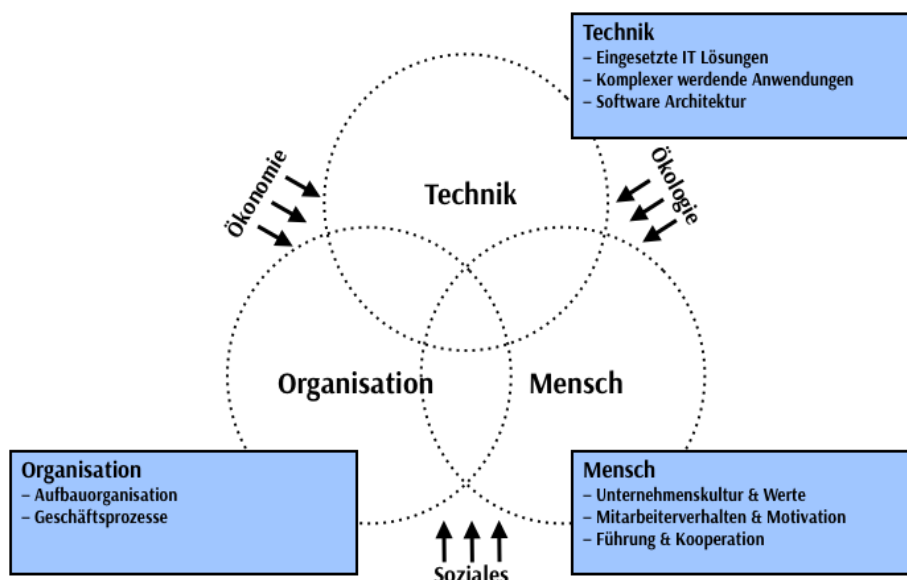 Technik
– Eingesetzte IT Lösungen
– Komplexer werdende Anwendungen
– Software Architektur
Ökonomie
Ökologie
Technik
Organisation
Mensch
Organisation
– Aufbauorganisation
– Geschäftsprozesse
Mensch
– Unternehmenskultur & Werte
– Mitarbeiterverhalten & Motivation
– Führung & Kooperation
Soziales